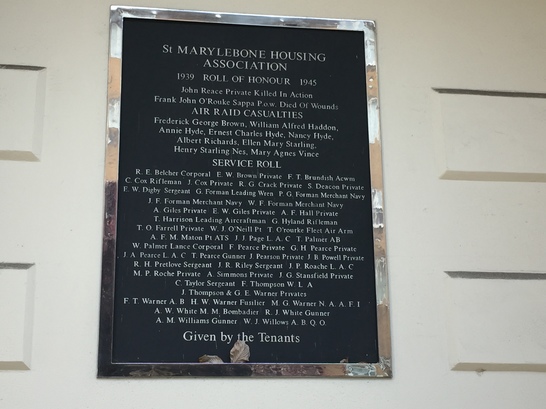 St MARYLEBONE HOUSING
ASSOCIATION
1939 ROLL OF HONOUR 1945
John Reace Private Killed In Action
Frank John O'Rouke Sappa P.o.w. Died Of Wounds
AIR RAID CASUALTIES
Frederick George Brown, William Alfred Haddon,
Annie Hyde, Ernest Charles Hyde, Nancy Hyde,
Albert Richards, Ellen Mary Starling,
Henry Starling Nes, Mary Agnes Vince
SERVICE ROLL
R. E. Belcher Corporal E. W. Brown Private F. T. Brundith Acwm
C. Cox Rifleman J. Cox Private R. G. Crack Private S. Deacon Private
E. W. Digby Sergeant G. Forman Leading Wren P. G. Forman Merchant Navy
J. F. Forman Merchant Navy W. F. Forman Merchant Navy
A. Giles Private E. W. Giles Private A. F. Hall Private
T. Harriton Leading Aircraftman G. Hyland Rifleman
T. O. Farrell Private W. J. O'Neill Pt T. O'rourke Fleet Air Arm
A. F. M. Maton Pt ATS J. J. Page L. A. C T. Palmer AB
W. Palmer Lance Corporal F. Pearce Private G. H. Pearce Private
J. A Pearce L. A. C T. Pearce Gunner J. Pearson Private J. B Powell Private
R. H. Pretlove Sergeant J. R. Riley Sergeant J. P. Roache L. A. C
M. P. Roche Private A. Simmons Private J. G. Stansfield Private
C. Taylor Sergeant F. Thompson W. L. A
J. Thompson & G. E. Warner Privates
F. T. Warner A. B H. W. Warner Fusilier M. G. Warner N. A. A. F. I
A. W. White M. M. Bombadier R. J. White Gunner
A. M. Williams Gunner W. J. Willows A. B. Q. O.
Given by the Tenants